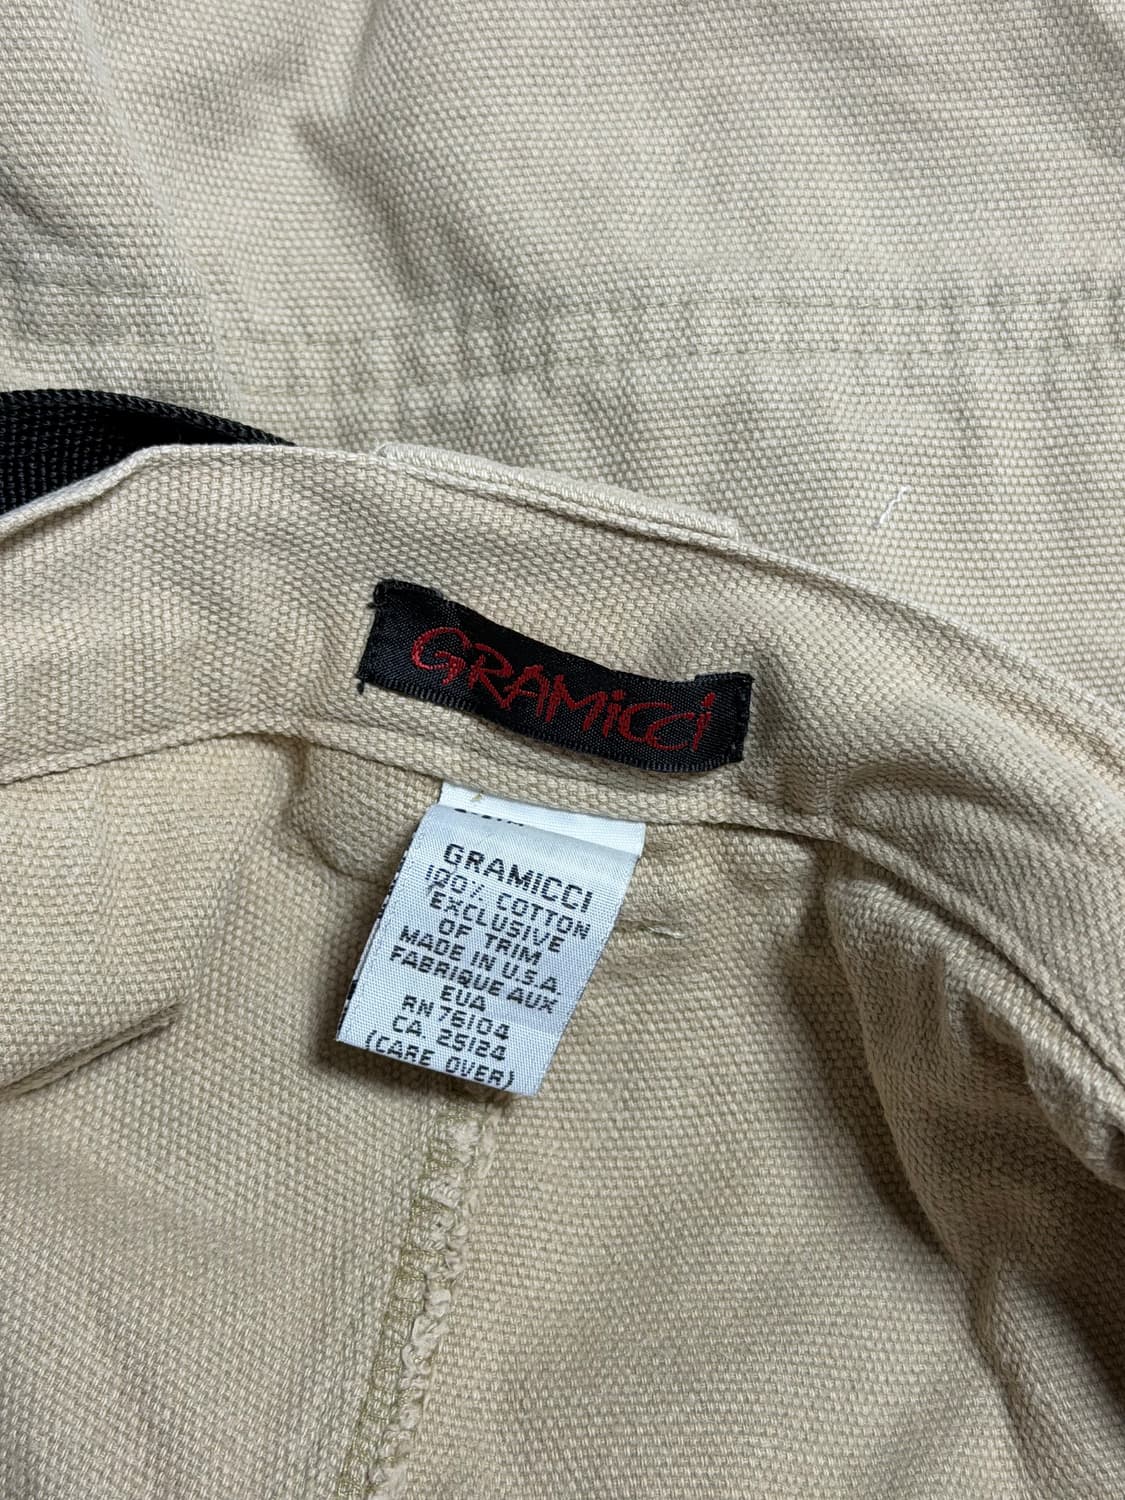 GRAMicci
GRAMICCI
100% COTTON
EXCLUSIVE
OF TRIM
MADE IN U.S.A
FABRIQUE AUX
EUA
RN 76104
CA. 25124
(CARE OVER)